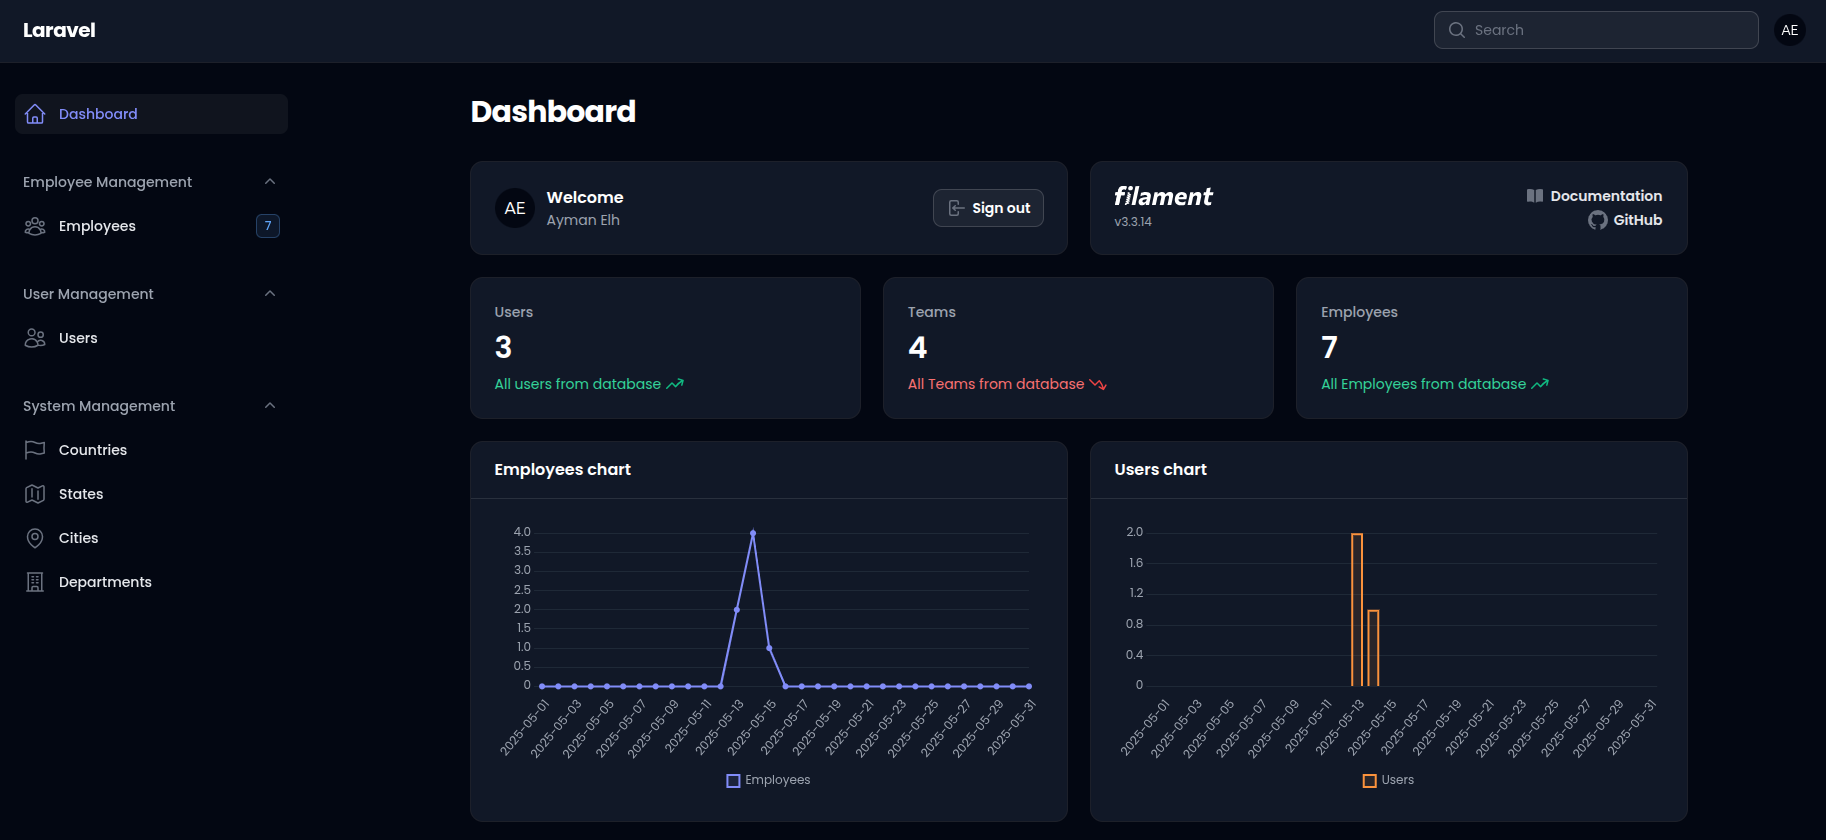 Laravel
Search
AE
Dashboard
Employee Management
Employees
7
User Management
Users
System Management
Countries
States
Cities
Departments
Dashboard
AE
Welcome
Ayman Elh
Sign out
filament
v3.3.14
Documentation
GitHub
Users
3
All users from database
Teams
4
All Teams from database
Employees
7
All Employees from database
Employees chart
4.0
3.5
3.0
2.5
2.0
1.5
1.0
0.5
0
2025-05-01
2025-05-03
2025-05-05
2025-05-07
2025-05-09
2025-05-11
2025-05-13
2025-05-15
2025-05-17
2025-05-19
2025-05-21
2025-05-23
2025-05-25
2025-05-27
2025-05-29
2025-05-31
Employees
Users chart
2.0
1.6
1.2
0.8
0.4
0
2025-05-01
2025-05-03
2025-05-05
2025-05-07
2025-05-09
2025-05-11
2025-05-13
2025-05-15
2025-05-17
2025-05-19
2025-05-21
2025-05-23
2025-05-25
2025-05-27
2025-05-29
2025-05-31
Users